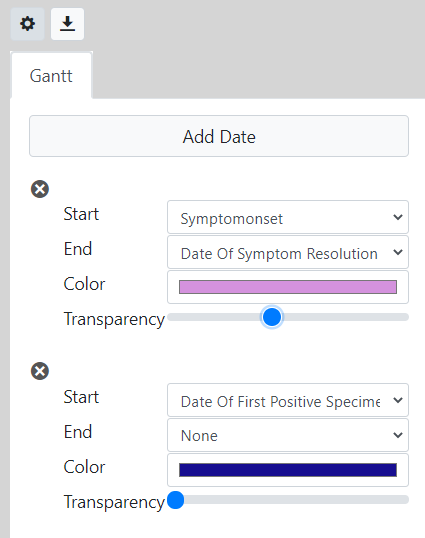 Gantt
Add Date
Start Symptomonset
End Date Of Symptom Resolution
Color
Transparency
Start Date Of First Positive Specime
End None
Color
Transparency